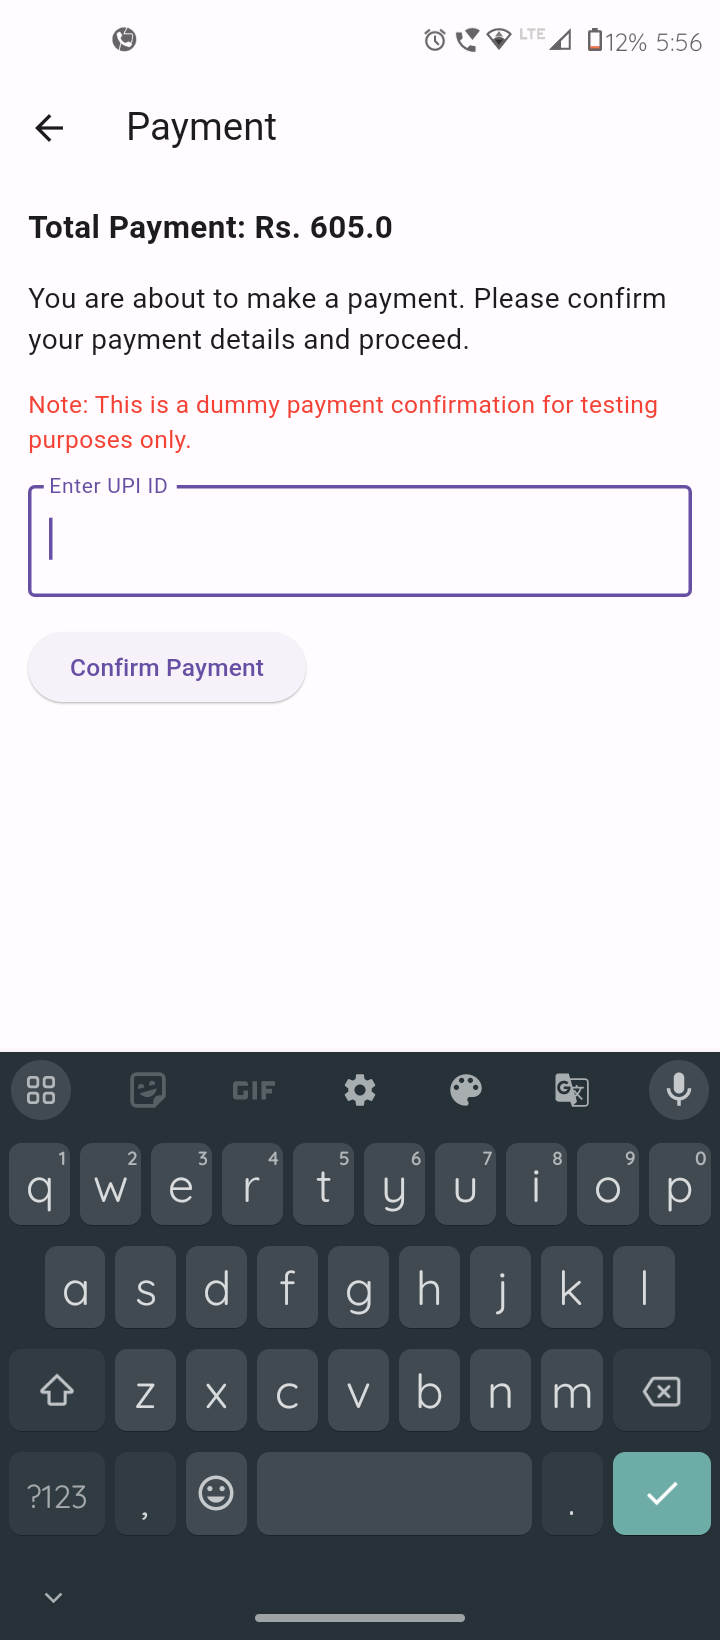 LTE 12% 5:56
Payment
Total Payment: Rs. 605.0
You are about to make a payment. Please confirm
your payment details and proceed.
Note: This is a dummy payment confirmation for testing
purposes only.
Enter UPI ID
Confirm Payment
GIF G
1 2 3 4 5 6 7 8 9 0
q w e r t y u i o p
a s d f g h j k l
z x c v b n m
?123 , .